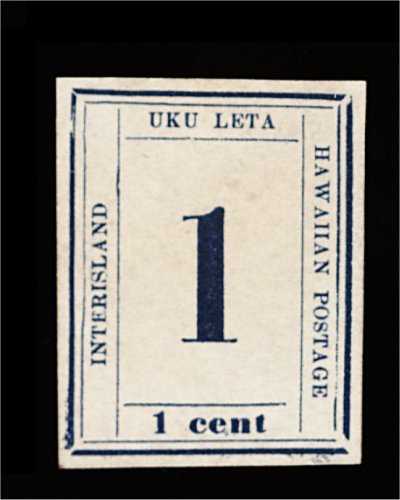 UKU LETA
INTERISLAND
1
HAWAIIAN POSTAGE
1 cent